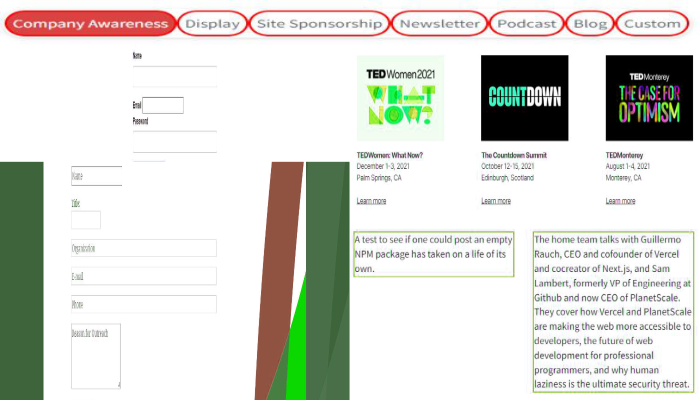 Company Awareness Display Site Sponsorship Newsletter Podcast Blog Custom
Name
Email
Password
Name
Title
Organization
E-mail
Phone
Reason for Outreach
TEDWomen2021
WHAT
NOW?
TEDWomen: What Now?
December 1-3, 2021
Palm Springs, CA
Learn more
COUNTDOWN
The Countdown Summit
October 12-15, 2021
Edinburgh, Scotland
Learn more
TEDMonterey
THE CASE FOR
OPTIMISM
TEDMonterey
August 1-4, 2021
Monterey, CA
Learn more
A test to see if one could post an empty
NPM package has taken on a life of its
own.
The home team talks with Guillermo
Rauch, CEO and cofounder of Vercel
and cocreator of Next.js, and Sam
Lambert, formerly VP of Engineering at
Github and now CEO of PlanetScale.
They cover how Vercel and PlanetScale
are making the web more accessible to
developers, the future of web
development for professional
programmers, and why human
laziness is the ultimate security threat.